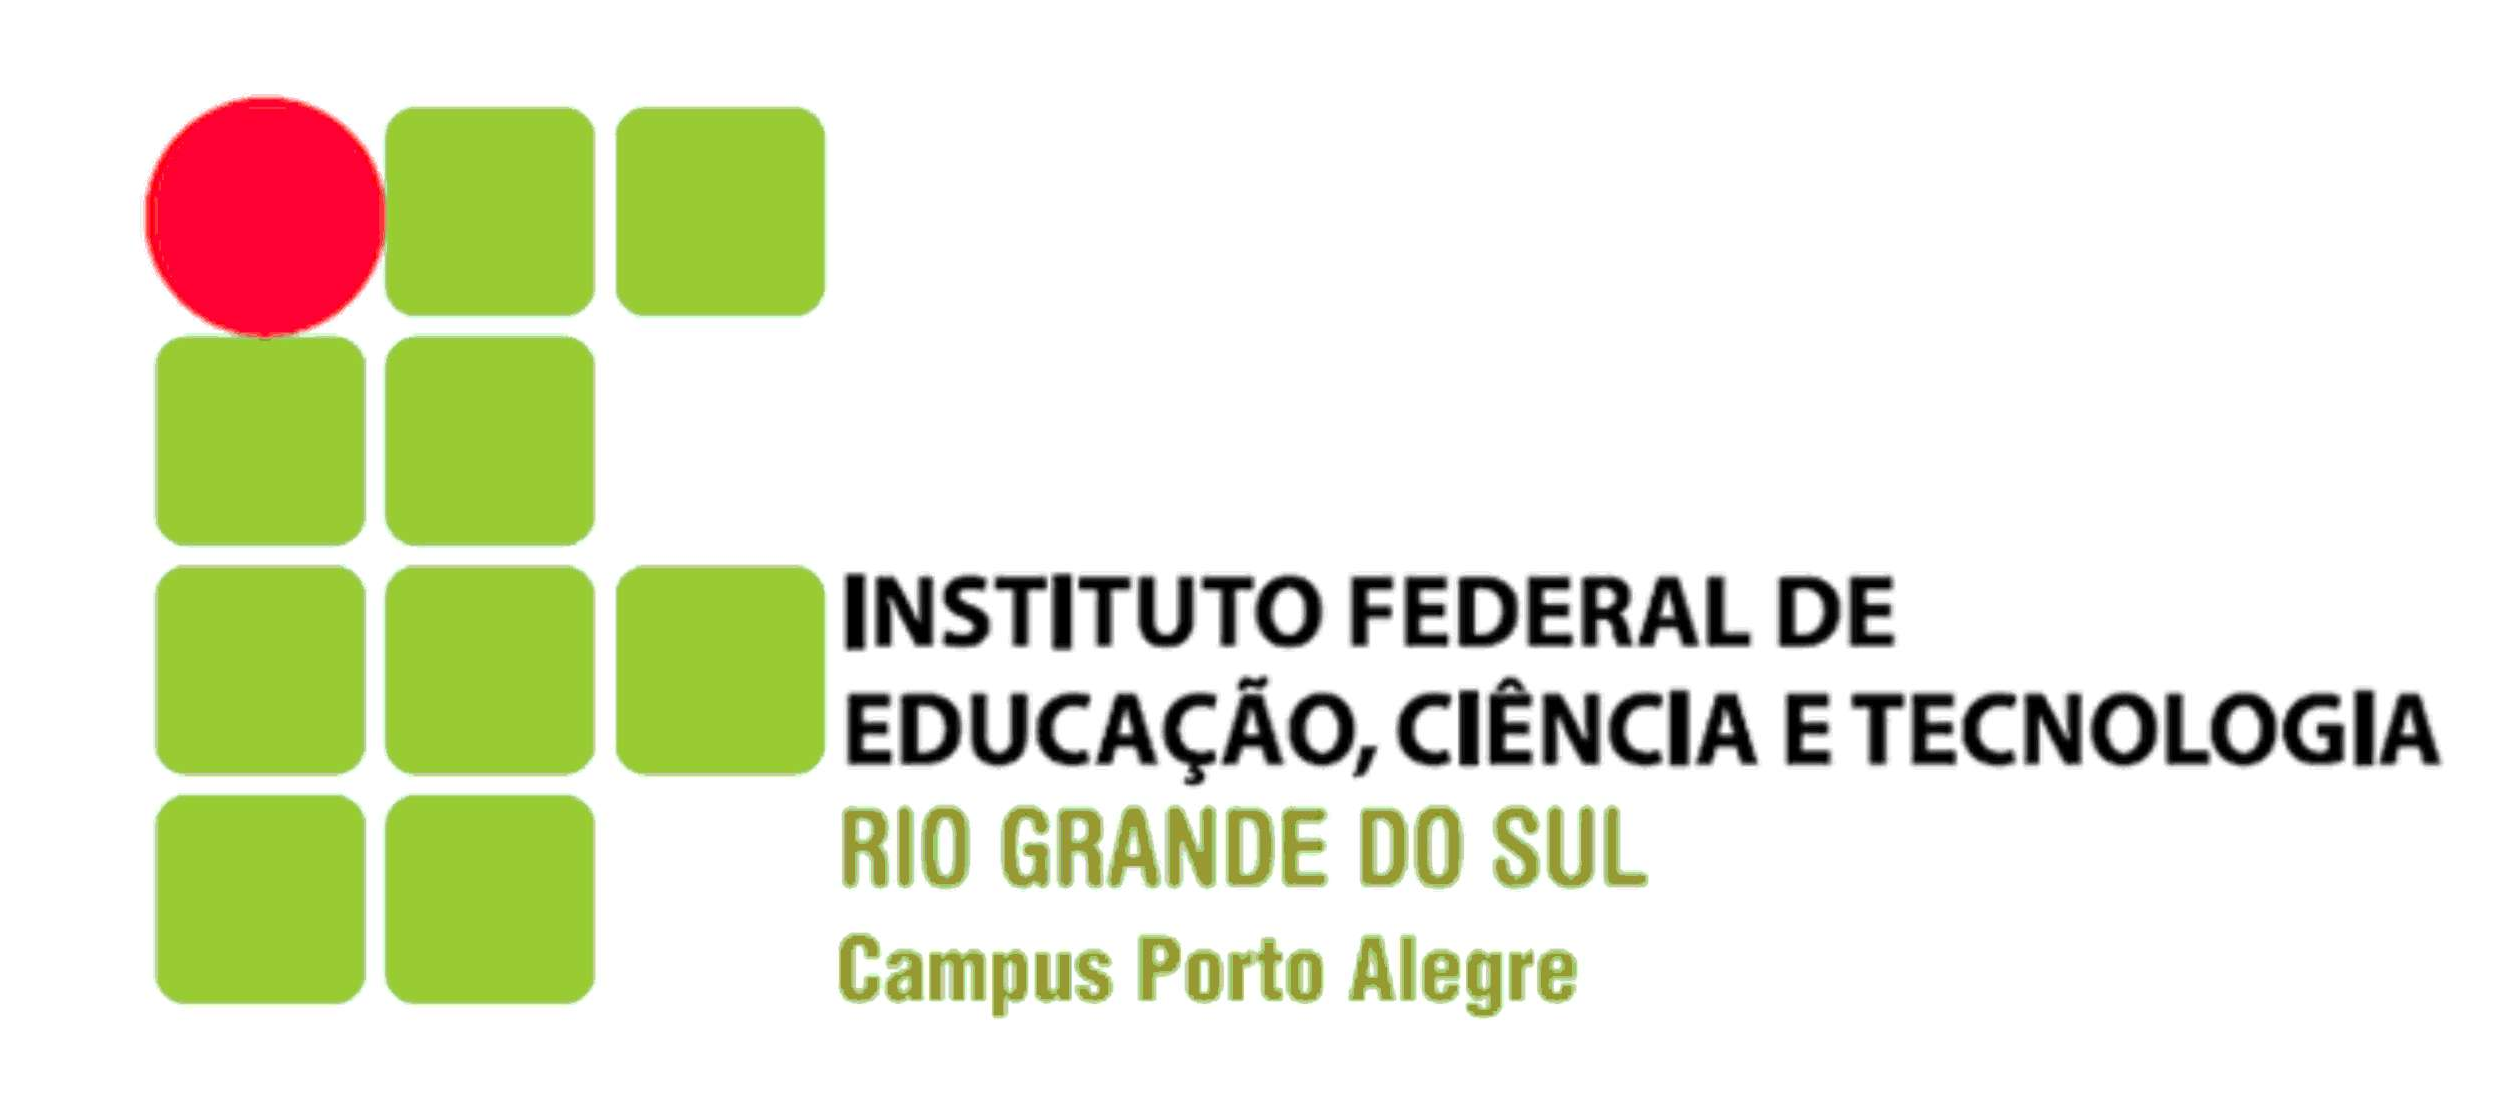 INSTITUTO FEDERAL DE
EDUCAÇÃO, CIÊNCIA E TECNOLOGIA
RIO GRANDE DO SUL
Campus Porto Alegre